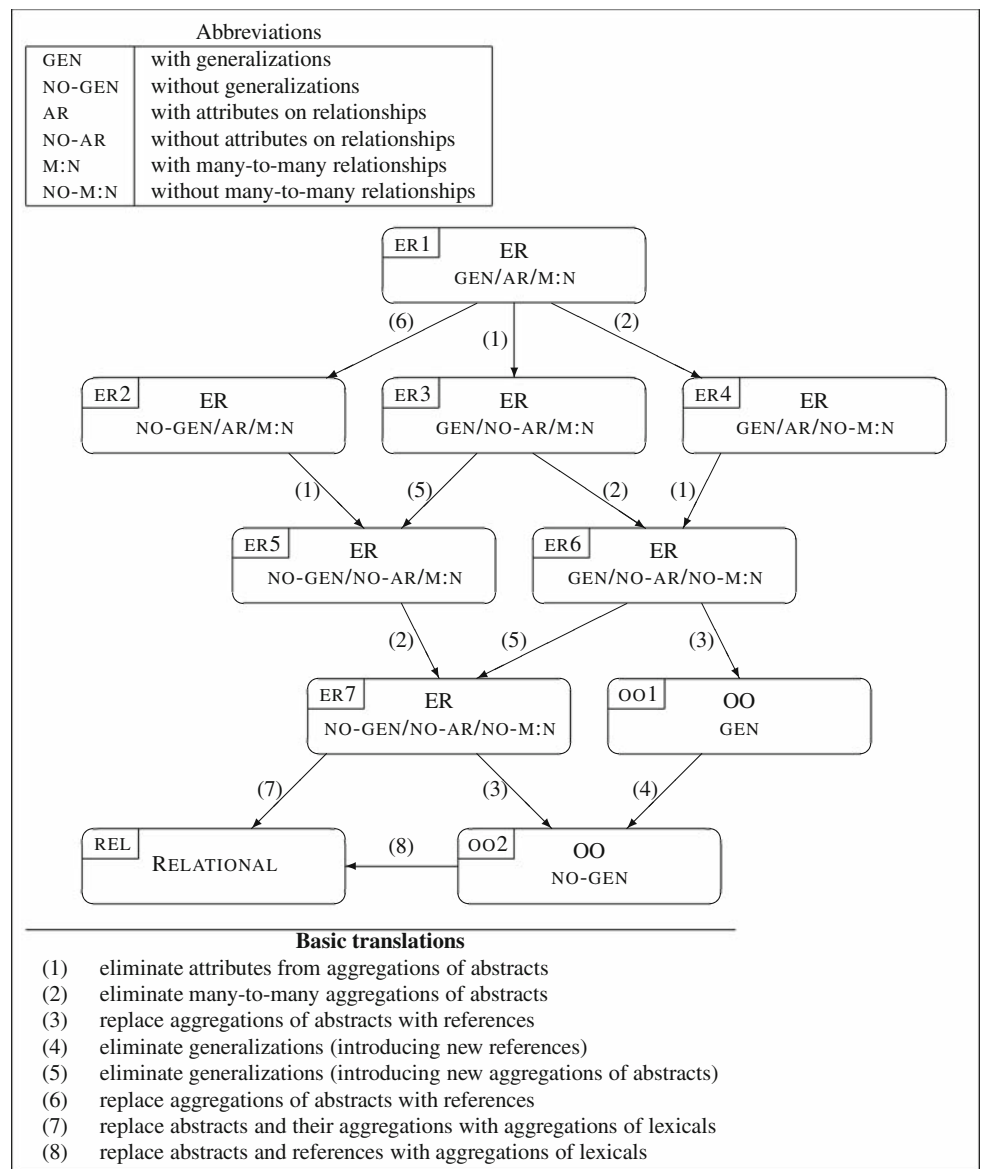 Abbreviations
GEN with generalizations
NO-GEN without generalizations
AR with attributes on relationships
NO-AR without attributes on relationships
M:N with many-to-many relationships
NO-M:N without many-to-many relationships
ER1 ER
GEN/AR/M:N
(6) (1) (2)
ER2 ER
NO-GEN/AR/M:N
ER3 ER
GEN/NO-AR/M:N
ER4 ER
GEN/AR/NO-M:N
(1) (5) (2) (1)
ER5 ER
NO-GEN/NO-AR/M:N
ER6 ER
GEN/NO-AR/NO-M:N
(2) (5) (3)
ER7 ER
NO-GEN/NO-AR/NO-M:N
OO1 OO
GEN
(7) (3) (4)
REL RELATIONAL
(8)
OO2 OO
NO-GEN
Basic translations
(1) eliminate attributes from aggregations of abstracts
(2) eliminate many-to-many aggregations of abstracts
(3) replace aggregations of abstracts with references
(4) eliminate generalizations (introducing new references)
(5) eliminate generalizations (introducing new aggregations of abstracts)
(6) replace aggregations of abstracts with references
(7) replace abstracts and their aggregations with aggregations of lexicals
(8) replace abstracts and references with aggregations of lexicals